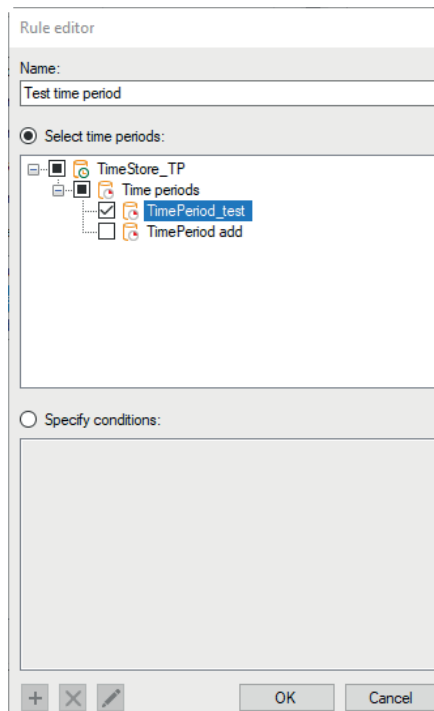 Rule editor
Name:
Test time period
Select time periods:
TimeStore_TP
Time periods
TimePeriod_test
TimePeriod add
Specify conditions:
OK Cancel